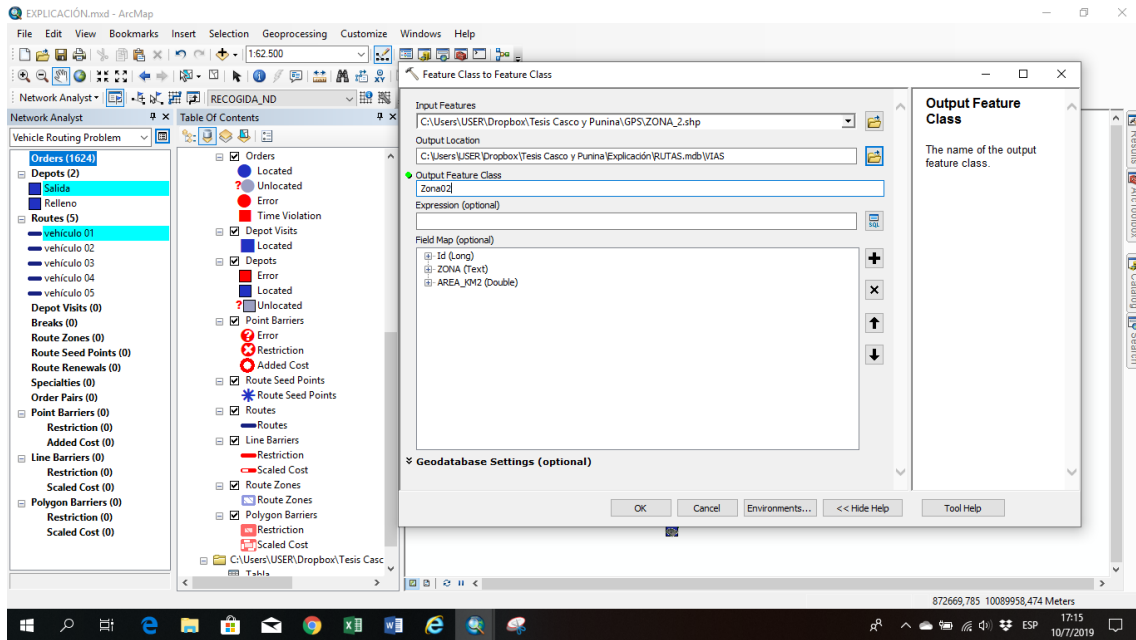 EXPLICACIÓN.mxd - ArcMap
File Edit View Bookmarks Insert Selection Geoprocessing Customize Windows Help
1:62.500
Network Analyst RECOGIDA_ND
Network Analyst
Vehicle Routing Problem
Orders (1624)
Depots (2)
Salida
Relleno
Routes (5)
vehículo 01
vehículo 02
vehículo 03
vehículo 04
vehículo 05
Depot Visits (0)
Breaks (0)
Route Zones (0)
Route Seed Points (0)
Route Renewals (0)
Specialties (0)
Order Pairs (0)
Point Barriers (0)
Restriction (0)
Added Cost (0)
Line Barriers (0)
Restriction (0)
Scaled Cost (0)
Polygon Barriers (0)
Restriction (0)
Scaled Cost (0)
Table Of Contents
Orders
Located
Unlocated
Error
Time Violation
Depot Visits
Located
Depots
Error
Located
Unlocated
Point Barriers
Error
Restriction
Added Cost
Route Seed Points
Route Seed Points
Routes
Routes
Line Barriers
Restriction
Scaled Cost
Route Zones
Route Zones
Polygon Barriers
Restriction
Scaled Cost
C:\Users\USER\Dropbox\Tesis Casc
Tabla
Feature Class to Feature Class
Input Features
C:\Users\USER\Dropbox\Tesis Casco y Punina\GPS\ZONA_2.shp
Output Location
C:\Users\USER\Dropbox\Tesis Casco y Punina\Explicación\RUTAS.mdb\VIAS
Output Feature Class
Zona02
Expression (optional)
SQL
Field Map (optional)
Id (Long)
ZONA (Text)
AREA_KM2 (Double)
Geodatabase Settings (optional)
OK Cancel Environments... << Hide Help Tool Help
Output Feature
Class
The name of the output
feature class.
Results
ArcToolbox
Catalog
Search
872669,785 10089958,474 Meters
ESP
17:15
10/7/2019